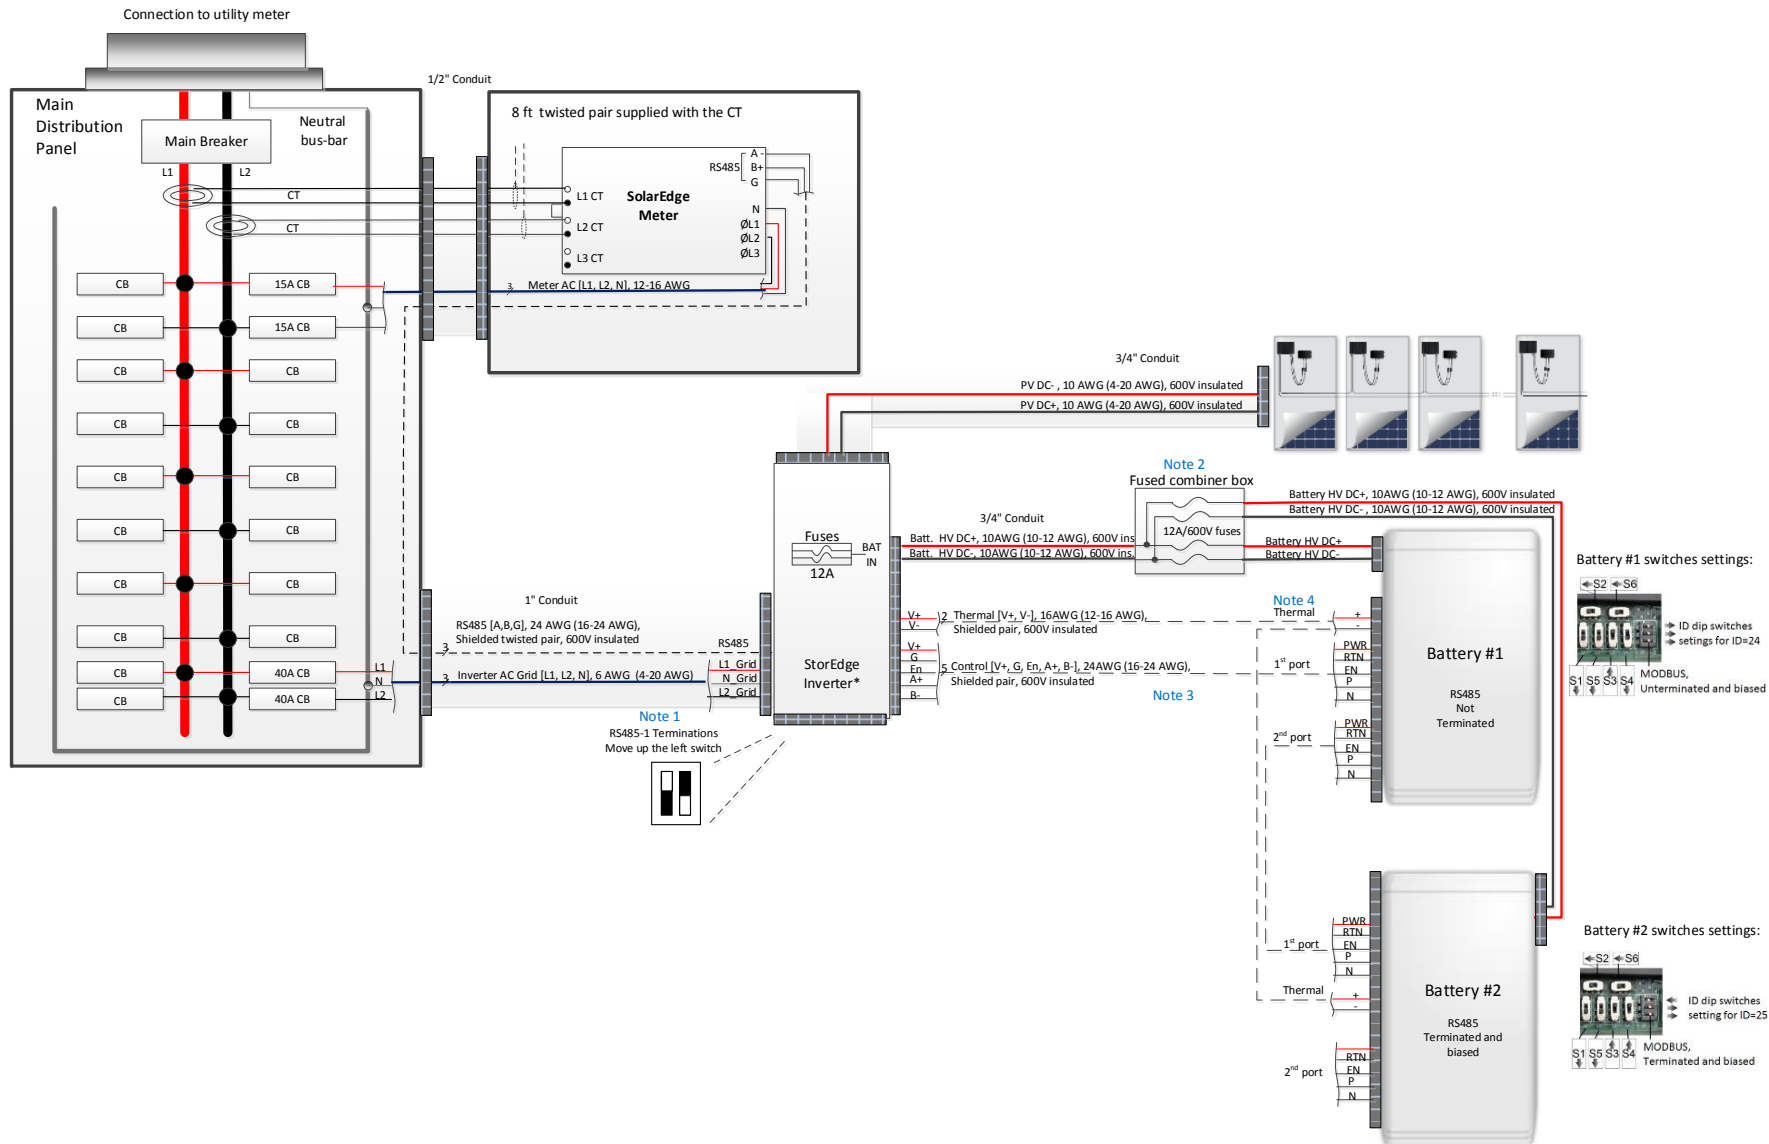 Connection to utility meter
Main
Distribution
Panel
Neutral
bus-bar
Main Breaker
L1
L2
CT
CT
CB
15A CB
CB
15A CB
CB
CB
CB
CB
CB
CB
CB
CB
CB
CB
CB
CB
CB
40A CB
CB
40A CB
L1
N
L2
1/2" Conduit
8 ft twisted pair supplied with the CT
SolarEdge
Meter
L1 CT
L2 CT
L3 CT
RS485
A -
B+
G
N
ØL1
ØL2
ØL3
3
Meter AC [L1, L2, N], 12-16 AWG
3/4" Conduit
PV DC- , 10 AWG (4-20 AWG), 600V insulated
PV DC+, 10 AWG (4-20 AWG), 600V insulated
Note 2
Fused combiner box
12A/600V fuses
Battery HV DC+, 10AWG (10-12 AWG), 600V insulated
Battery HV DC- , 10AWG (10-12 AWG), 600V insulated
Battery HV DC+
Battery HV DC-
3/4" Conduit
Batt. HV DC+, 10AWG (10-12 AWG), 600V ins
Batt. HV DC-, 10AWG (10-12 AWG), 600V ins.
Fuses
12A
BAT
IN
StorEdge
Inverter*
1" Conduit
RS485 [A,B,G], 24 AWG (16-24 AWG),
Shielded twisted pair, 600V insulated
3
RS485
3
Inverter AC Grid [L1, L2, N], 6 AWG (4-20 AWG)
L1_Grid
N_Grid
L2_Grid
Note 1
RS485-1 Terminations
Move up the left switch
V+
V-
2
Thermal [V+, V-], 16AWG (12-16 AWG),
Shielded pair, 600V insulated
V+
G
En
A+
B-
5
Control [V+, G, En, A+, B-], 24AWG (16-24 AWG),
Shielded pair, 600V insulated
Note 3
Note 4
Thermal
+
-
1st port
PWR
RTN
EN
P
N
2nd port
PWR
RTN
EN
P
N
Battery #1
RS485
Not
Terminated
Battery #1 switches settings:
S2
S6
ID dip switches
setings for ID=24
S1
S5
S3
S4
MODBUS,
Unterminated and biased
1st port
PWR
RTN
EN
P
N
Thermal
+
-
2nd port
RTN
EN
P
N
Battery #2
RS485
Terminated and
biased
Battery #2 switches settings:
S2
S6
ID dip switches
setting for ID=25
S1
S5
S3
S4
MODBUS,
Terminated and biased